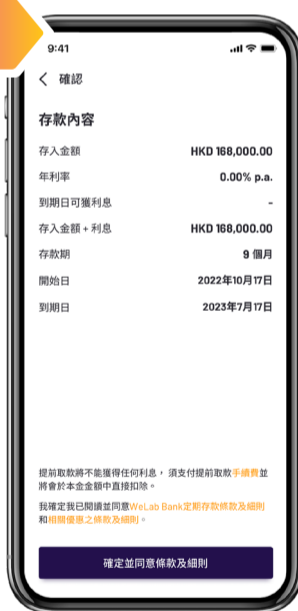 9:41
確認
存款內容
存入金額 HKD 168,000.00
年利率 0.00% p.a.
到期日可獲利息 -
存入金額 + 利息 HKD 168,000.00
存款期 9 個月
開始日 2022年10月17日
到期日 2023年7月17日
提前取款將不能獲得任何利息， 須支付提前取款手續費並
將會於本金金額中直接扣除。
我確定我已閱讀並同意WeLab Bank定期存款條款及細則
和相關優惠之條款及細則。
確定並同意條款及細則